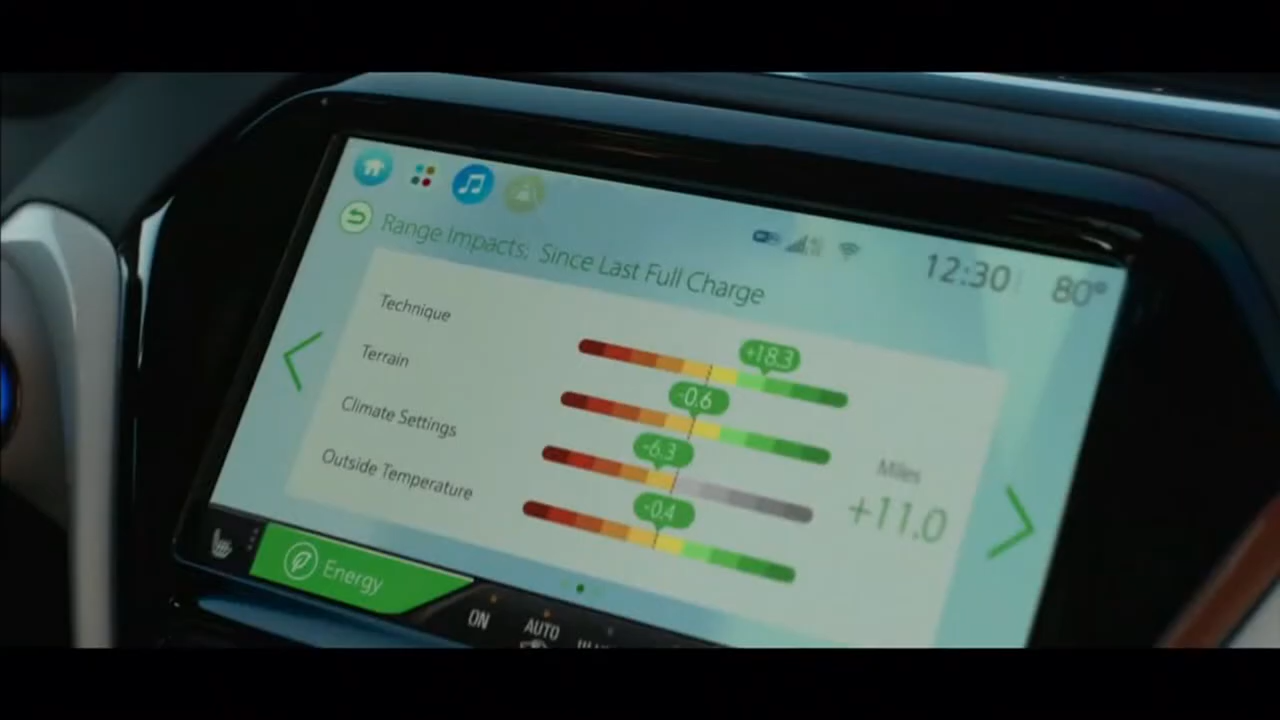 12:30 80°
Range Impacts: Since Last Full Charge
Technique
+18.3
Terrain
-0.6
Climate Settings
-6.3
Outside Temperature
-0.4
Miles
+11.0
Energy
ON
AUTO